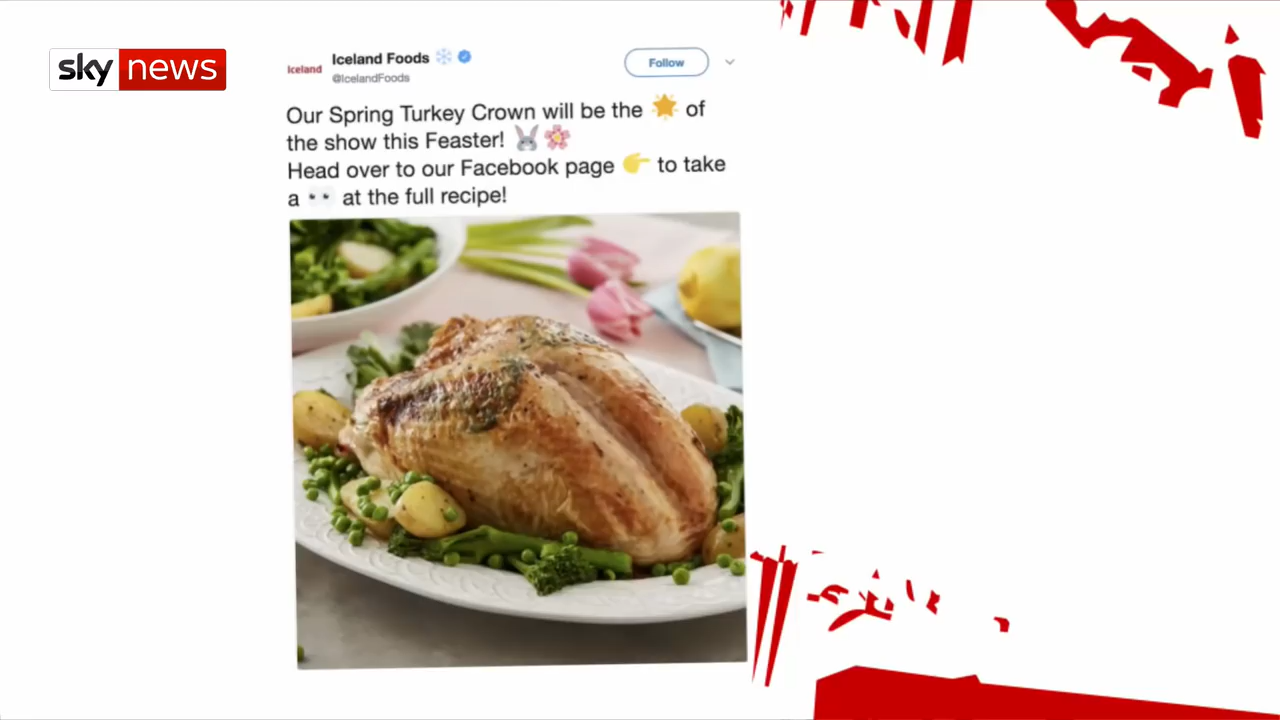 sky news
Iceland
Iceland Foods ❄️
@IcelandFoods
Follow
Our Spring Turkey Crown will be the 🌟 of
the show this Feaster! 🐰🌸
Head over to our Facebook page 👉 to take
a 👀 at the full recipe!